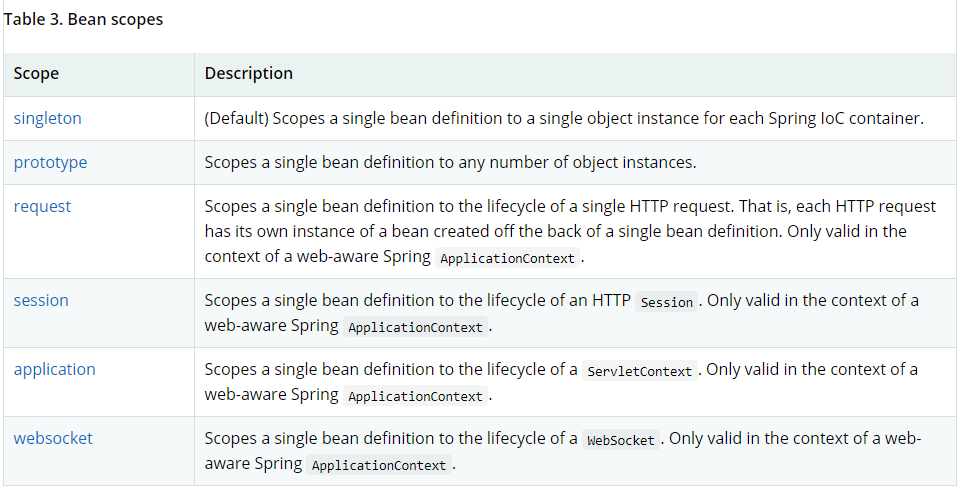 Table 3. Bean scopes
Scope Description
singleton (Default) Scopes a single bean definition to a single object instance for each Spring IoC container.
prototype Scopes a single bean definition to any number of object instances.
request Scopes a single bean definition to the lifecycle of a single HTTP request. That is, each HTTP request
has its own instance of a bean created off the back of a single bean definition. Only valid in the
context of a web-aware Spring ApplicationContext.
session Scopes a single bean definition to the lifecycle of an HTTP Session. Only valid in the context of a
web-aware Spring ApplicationContext.
application Scopes a single bean definition to the lifecycle of a ServletContext. Only valid in the context of a
web-aware Spring ApplicationContext.
websocket Scopes a single bean definition to the lifecycle of a WebSocket. Only valid in the context of a web-
aware Spring ApplicationContext.